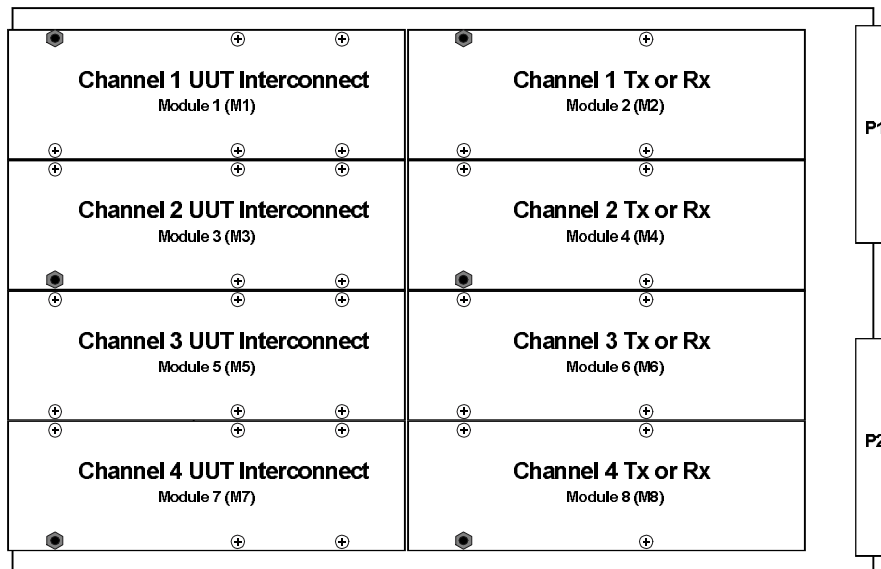 Channel 1 UUT Interconnect
Module 1 (M1)
Channel 1 Tx or Rx
Module 2 (M2)
P1
Channel 2 UUT Interconnect
Module 3 (M3)
Channel 2 Tx or Rx
Module 4 (M4)
Channel 3 UUT Interconnect
Module 5 (M5)
Channel 3 Tx or Rx
Module 6 (M6)
P2
Channel 4 UUT Interconnect
Module 7 (M7)
Channel 4 Tx or Rx
Module 8 (M8)